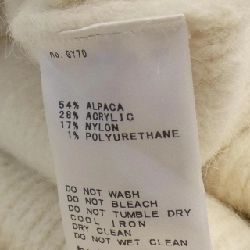 no. GY70
54% ALPACA
28% ACRYLIC
17% NYLON
1% POLYURETHANE
DO NOT WASH
DO NOT BLEACH
DO NOT TUMBLE DRY
COOL IRON
DRY CLEAN
DO NOT WET CLEAN